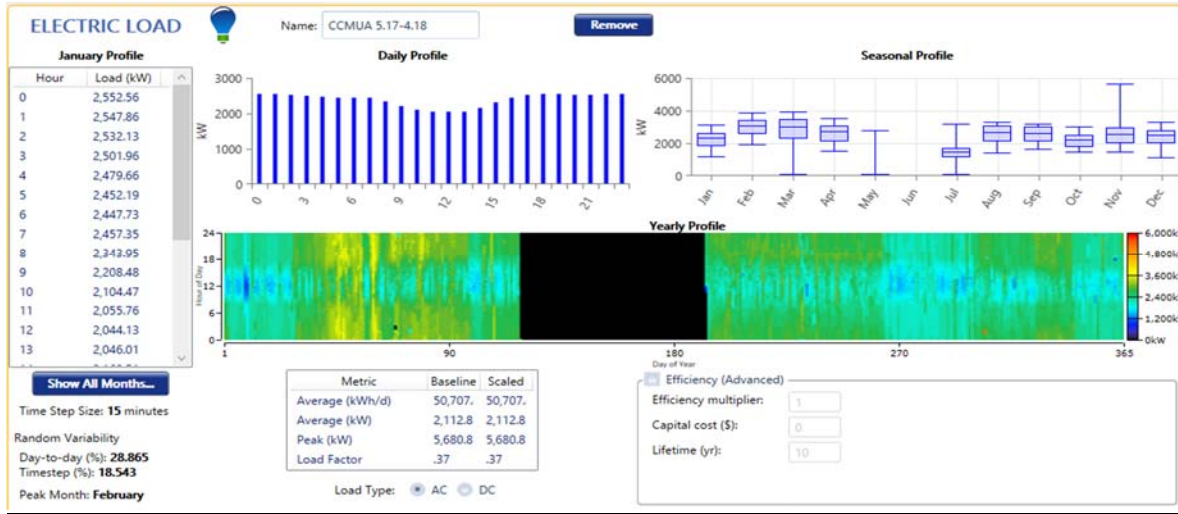 ELECTRIC LOAD
Name: CCMUA 5.17-4.18
Remove
January Profile
Hour Load (kW)
0 2,552.56
1 2,547.86
2 2,532.13
3 2,501.96
4 2,479.66
5 2,452.19
6 2,447.73
7 2,457.35
8 2,343.95
9 2,208.48
10 2,104.47
11 2,055.76
12 2,044.13
13 2,046.01
Show All Months...
Time Step Size: 15 minutes
Random Variability
Day-to-day (%): 28.865
Timestep (%): 18.543
Peak Month: February
Daily Profile
3000
2000
1000
0
kW
0 3 6 9 12 15 18 21
Seasonal Profile
6000
4000
2000
0
kW
Jan Feb Mar Apr May Jun Jul Aug Sep Oct Nov Dec
Yearly Profile
24
18
12
6
0
Hour of Day
1 90 180 270 365
Day of Year
6,000k
4,800k
3,600k
2,400k
1,200k
0kW
Metric Baseline Scaled
Average (kWh/d) 50,707. 50,707.
Average (kW) 2,112.8 2,112.8
Peak (kW) 5,680.8 5,680.8
Load Factor .37 .37
Load Type: AC DC
Efficiency (Advanced)
Efficiency multiplier: 1
Capital cost ($): 0
Lifetime (yr): 10